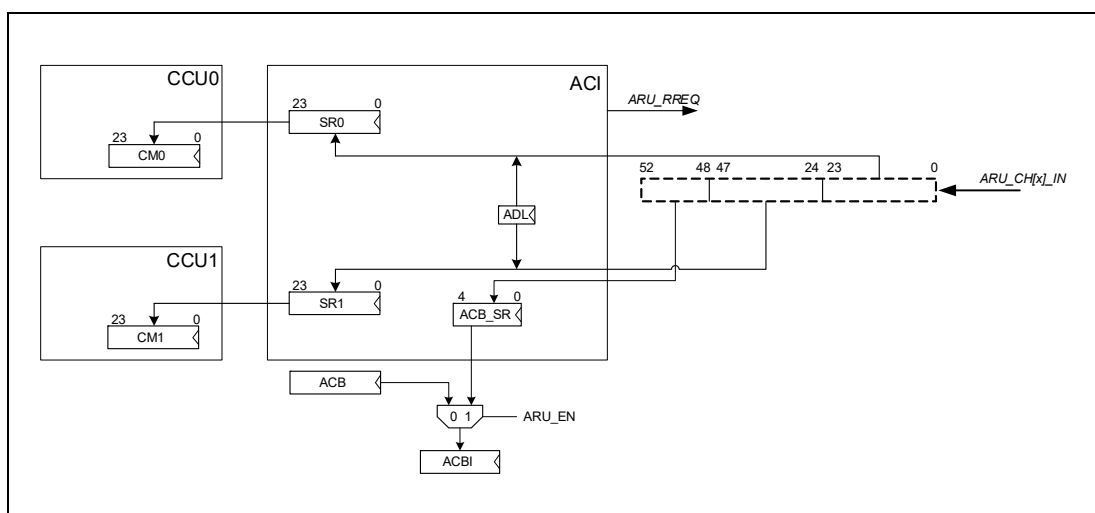 CCU0
ACI
23 0
SR0
ARU_RREQ
23 0
CM0
52 48 47 24 23 0
ARU_CH[x]_IN
ADL
CCU1
23 0
SR1
4 0
ACB_SR
23 0
CM1
ACB
0 1
ARU_EN
ACBI